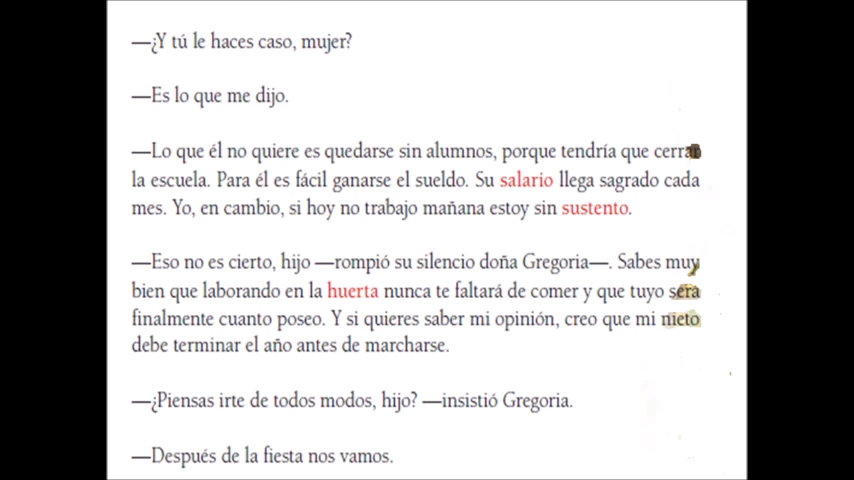 —¿Y tú le haces caso, mujer?
—Es lo que me dijo.
—Lo que él no quiere es quedarse sin alumnos, porque tendría que cerrar
la escuela. Para él es fácil ganarse el sueldo. Su salario llega sagrado cada
mes. Yo, en cambio, si hoy no trabajo mañana estoy sin sustento.
—Eso no es cierto, hijo —rompió su silencio doña Gregoria—. Sabes muy
bien que laborando en la huerta nunca te faltará de comer y que tuyo será
finalmente cuanto poseo. Y si quieres saber mi opinión, creo que mi nieto
debe terminar el año antes de marcharse.
—¿Piensas irte de todos modos, hijo? —insistió Gregoria.
—Después de la fiesta nos vamos.